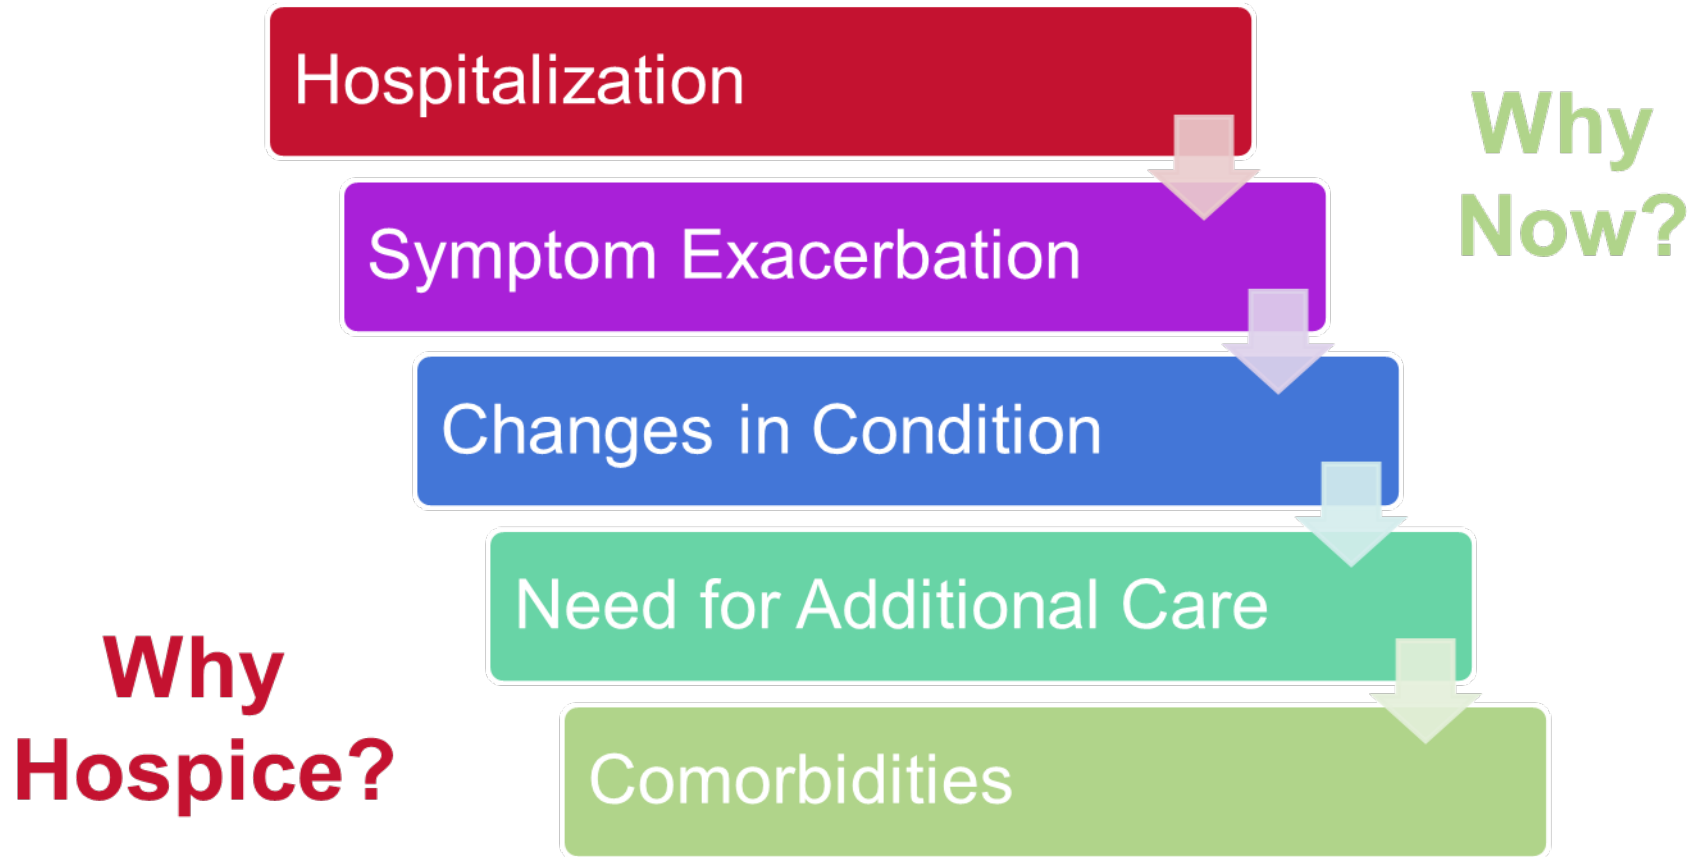 Hospitalization
Why
Now?
Symptom Exacerbation
Changes in Condition
Need for Additional Care
Why
Hospice?
Comorbidities